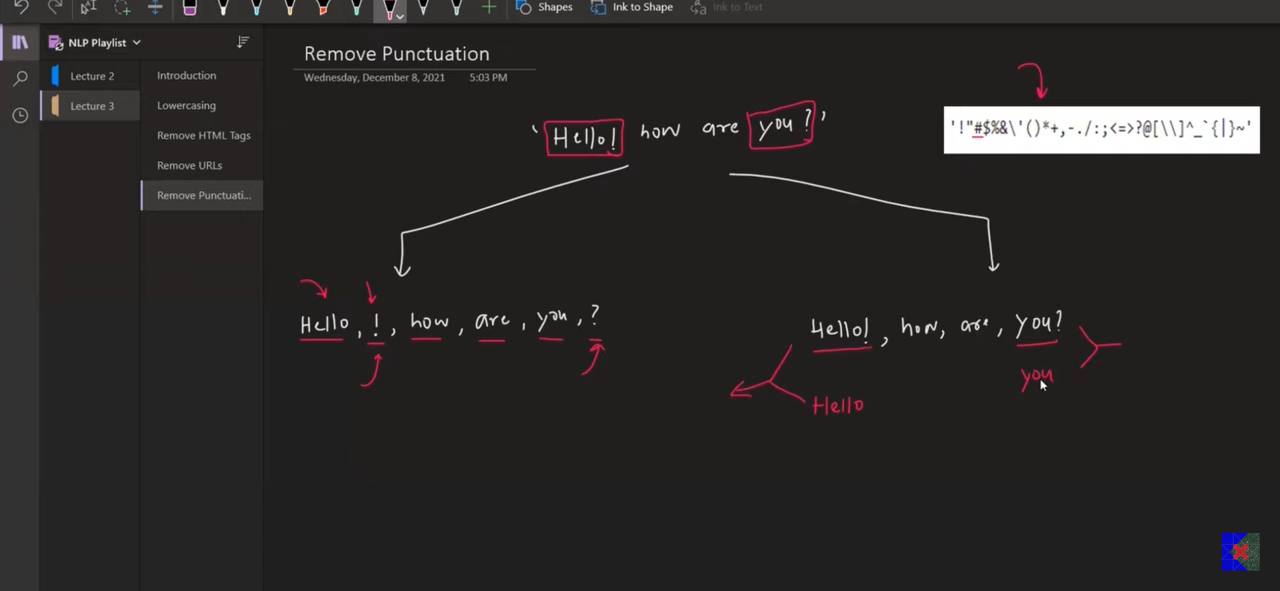 Shapes Ink to Shape Ink to Text
NLP Playlist
Lecture 2
Lecture 3
Introduction
Lowercasing
Remove HTML Tags
Remove URLs
Remove Punctuati...
Remove Punctuation
Wednesday, December 8, 2021 5:03 PM
' Hello! how are you? '
'!"#$%&\'()*+,-./:;<=>?@[\\]^_`{|}~'
Hello , ! , how , are , you , ?
Hello! , how, are , you?
you
Hello